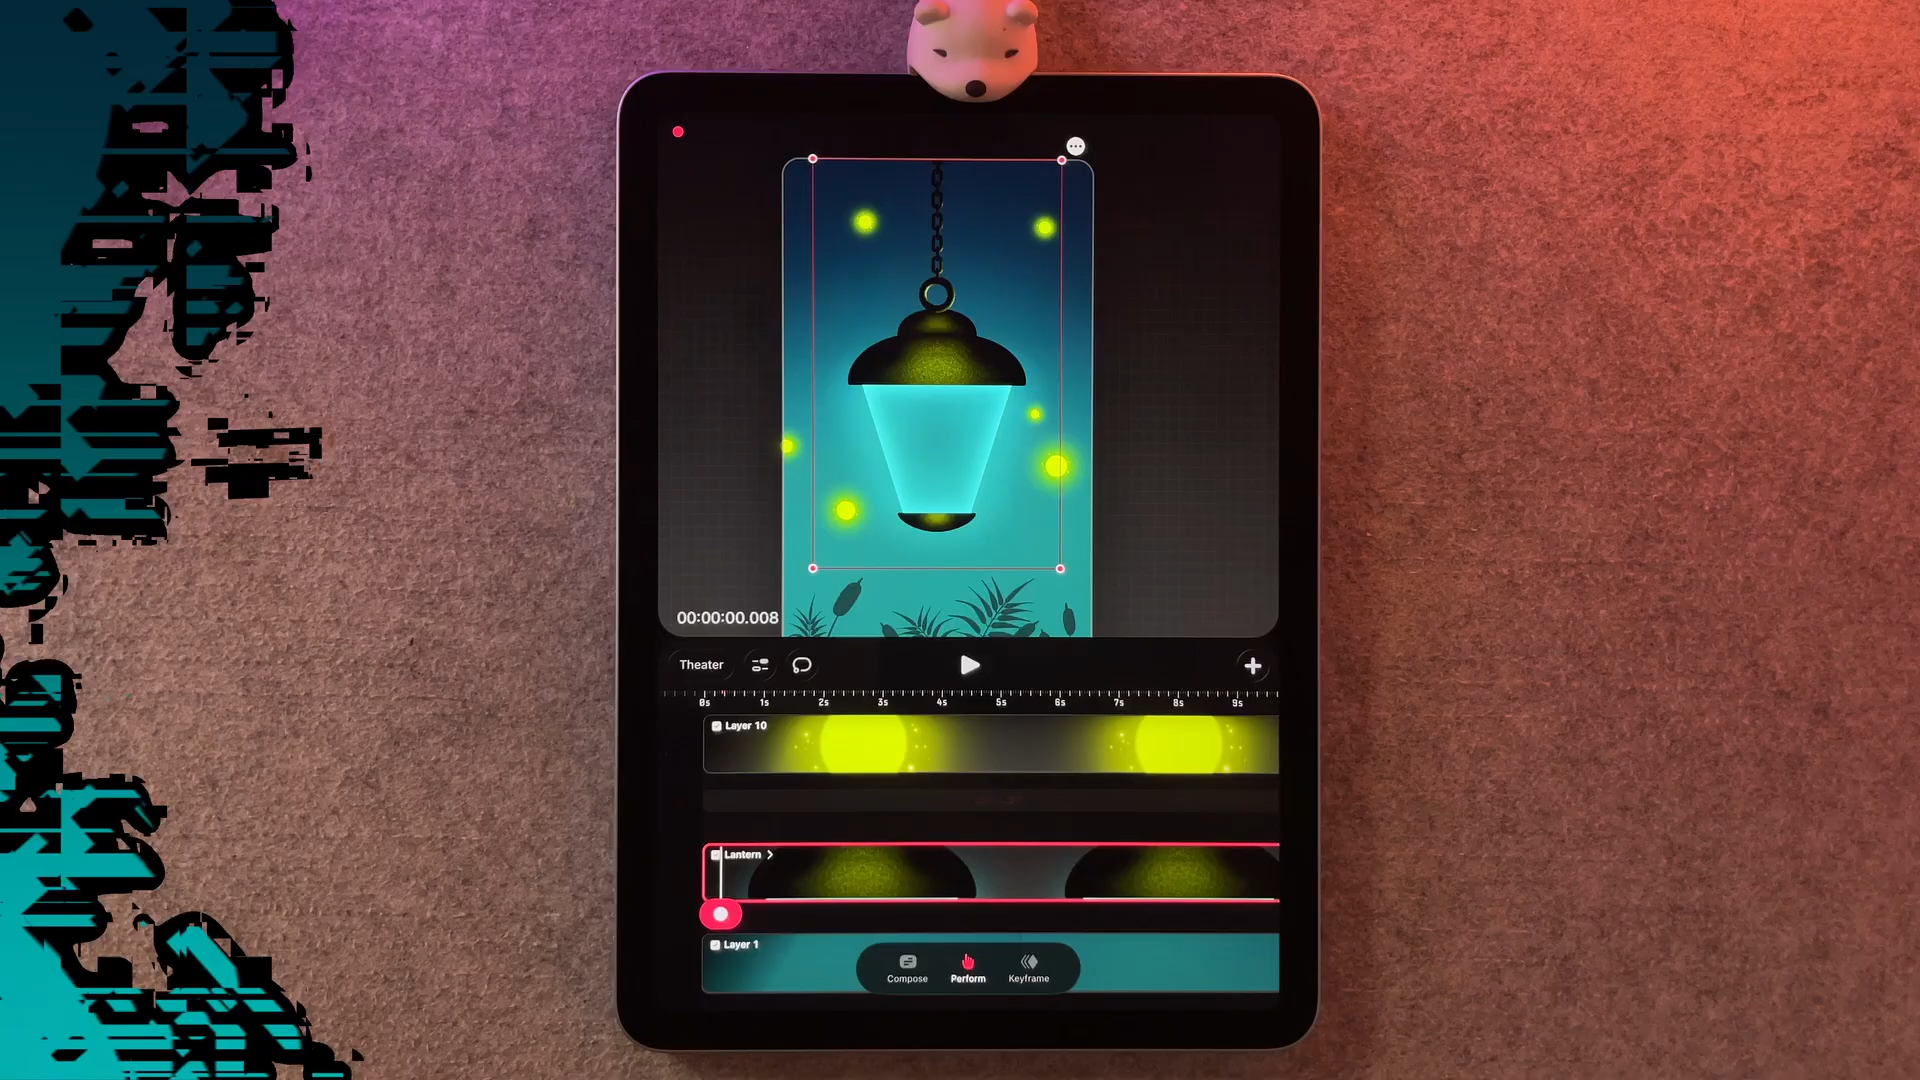 00:00:00.008
Theater
0s 1s 2s 3s 4s 5s 6s 7s 8s 9s
Layer 10
Lantern
Layer 1
Compose Perform Keyframe